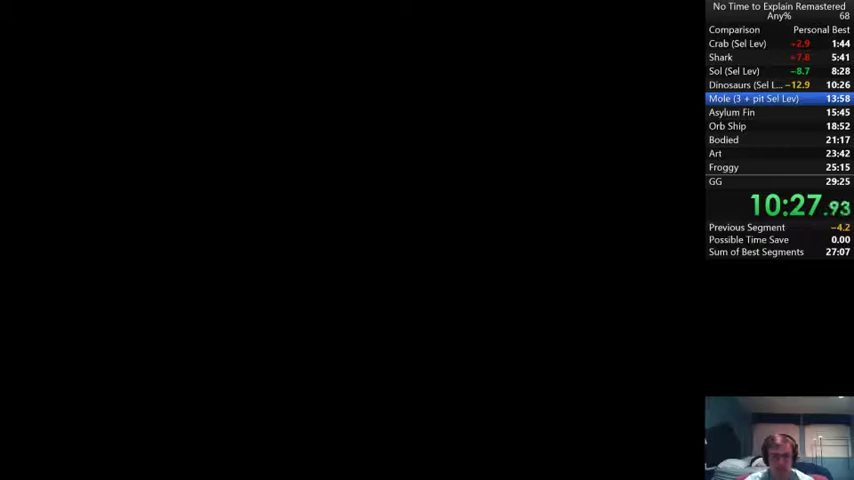 No Time to Explain Remastered
Any% 68
Comparison Personal Best
Crab (Sel Lev) +2.9 1:44
Shark +7.8 5:41
Sol (Sel Lev) −8.7 8:28
Dinosaurs (Sel L... −12.9 10:26
Mole (3 + pit Sel Lev) 13:58
Asylum Fin 15:45
Orb Ship 18:52
Bodied 21:17
Art 23:42
Froggy 25:15
GG 29:25
10:27.93
Previous Segment −4.2
Possible Time Save 0.00
Sum of Best Segments 27:07